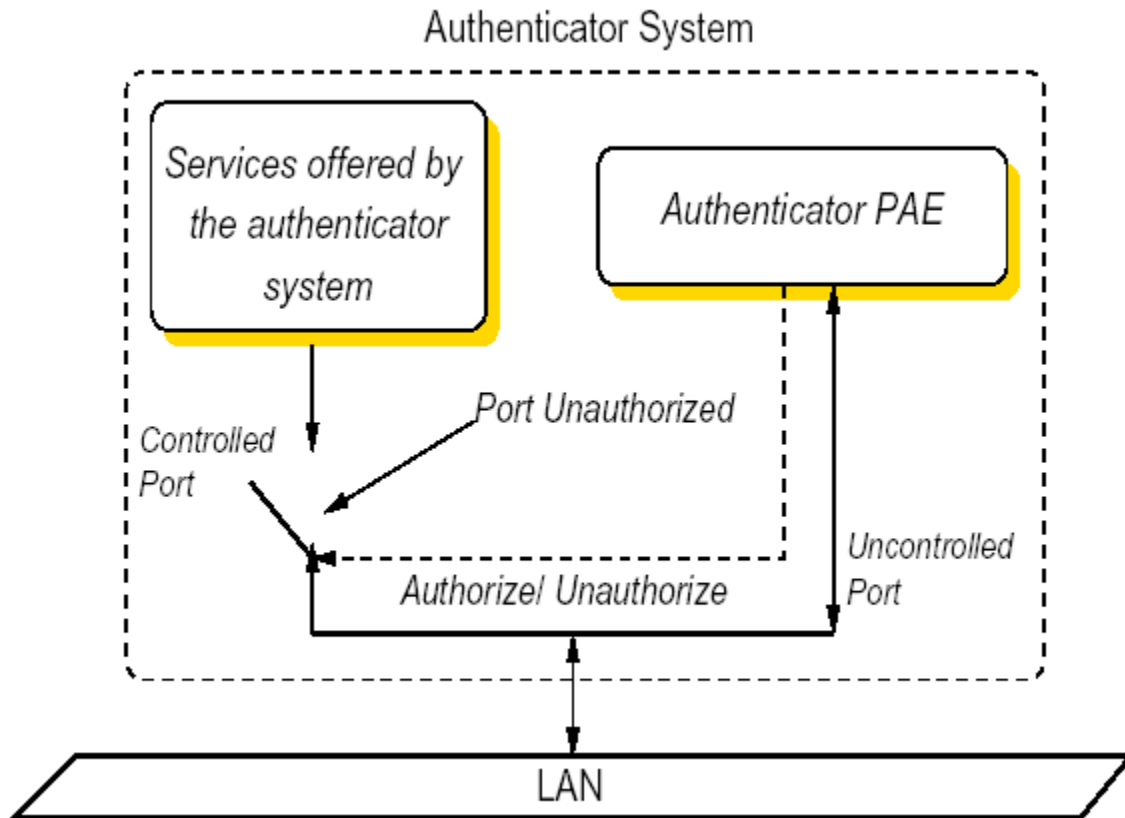 Authenticator System
Services offered by
the authenticator
system
Authenticator PAE
Port Unauthorized
Controlled
Port
Uncontrolled
Port
Authorize/ Unauthorize
LAN